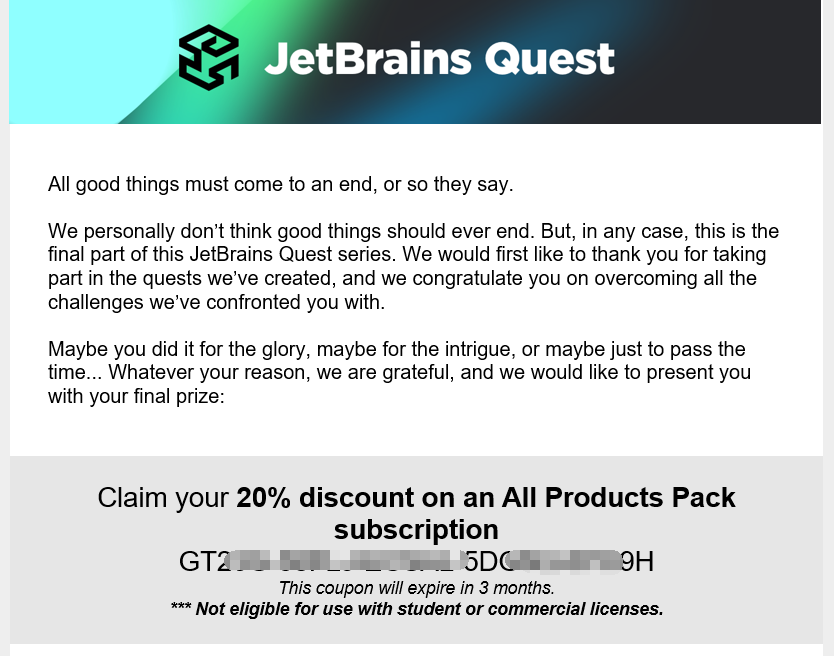 JetBrains Quest
All good things must come to an end, or so they say.
We personally don’t think good things should ever end. But, in any case, this is the
final part of this JetBrains Quest series. We would first like to thank you for taking
part in the quests we’ve created, and we congratulate you on overcoming all the
challenges we’ve confronted you with.
Maybe you did it for the glory, maybe for the intrigue, or maybe just to pass the
time... Whatever your reason, we are grateful, and we would like to present you
with your final prize:
Claim your 20% discount on an All Products Pack
subscription
This coupon will expire in 3 months.
*** Not eligible for use with student or commercial licenses.